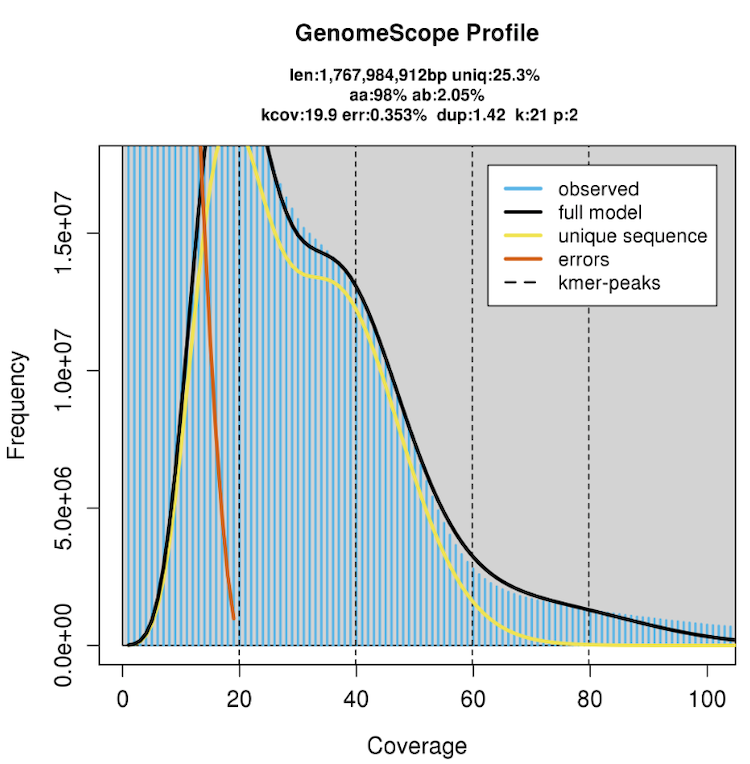 GenomeScope Profile
len:1,767,984,912bp uniq:25.3%
aa:98% ab:2.05%
kcov:19.9 err:0.353% dup:1.42 k:21 p:2
observed
full model
unique sequence
errors
kmer-peaks
Frequency
1.5e+07
1.0e+07
5.0e+06
0.0e+00
0 20 40 60 80 100
Coverage